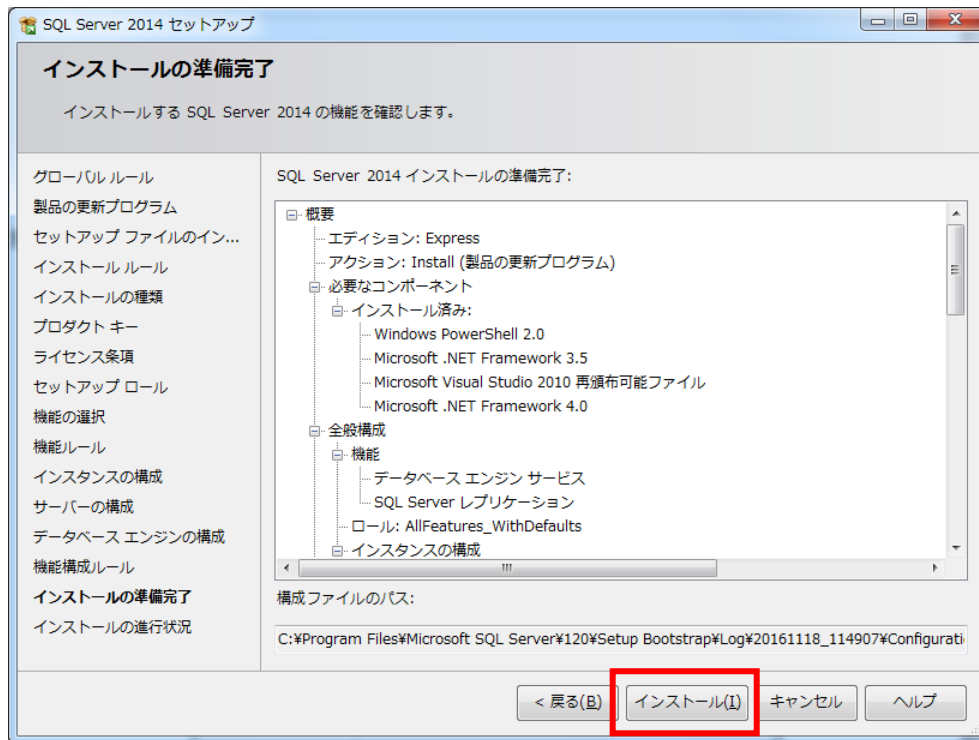 SQL Server 2014 セットアップ
インストールの準備完了
インストールする SQL Server 2014 の機能を確認します。
グローバル ルール
製品の更新プログラム
セットアップ ファイルのイン...
インストール ルール
インストールの種類
プロダクト キー
ライセンス条項
セットアップ ロール
機能の選択
機能ルール
インスタンスの構成
サーバーの構成
データベース エンジンの構成
機能構成ルール
インストールの準備完了
インストールの進行状況
SQL Server 2014 インストールの準備完了:
概要
エディション: Express
アクション: Install (製品の更新プログラム)
必要なコンポーネント
インストール済み:
Windows PowerShell 2.0
Microsoft .NET Framework 3.5
Microsoft Visual Studio 2010 再頒布可能ファイル
Microsoft .NET Framework 4.0
全般構成
機能
データベース エンジン サービス
SQL Server レプリケーション
ロール: AllFeatures_WithDefaults
インスタンスの構成
構成ファイルのパス:
C:¥Program Files¥Microsoft SQL Server¥120¥Setup Bootstrap¥Log¥20161118_114907¥Configurati
< 戻る(B)
インストール(I)
キャンセル
ヘルプ